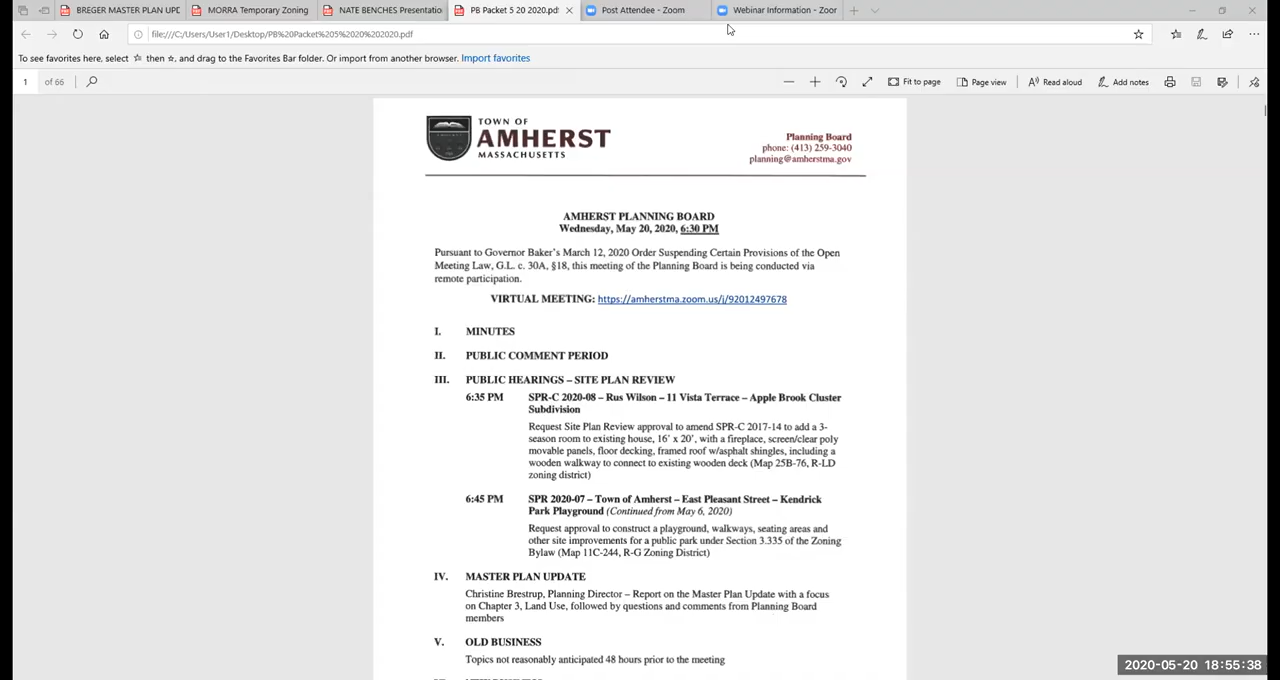 BREGER MASTER PLAN UPD
MORRA Temporary Zoning
NATE BENCHES Presentatio
PB Packet 5 20 2020.pdf
Post Attendee - Zoom
Webinar Information - Zoor
file:///C:/Users/User1/Desktop/PB%20Packet%205%2020%202020.pdf
To see favorites here, select ☆ then ☆, and drag to the Favorites Bar folder. Or import from another browser. Import favorites
1 of 66
Fit to page
Page view
Read aloud
Add notes
TOWN OF
AMHERST
MASSACHUSETTS
Planning Board
phone: (413) 259-3040
planning@amherstma.gov
AMHERST PLANNING BOARD
Wednesday, May 20, 2020, 6:30 PM
Pursuant to Governor Baker's March 12, 2020 Order Suspending Certain Provisions of the Open
Meeting Law, G.L. c. 30A, §18, this meeting of the Planning Board is being conducted via
remote participation.
VIRTUAL MEETING: https://amherstma.zoom.us/j/92012497678
I. MINUTES
II. PUBLIC COMMENT PERIOD
III. PUBLIC HEARINGS – SITE PLAN REVIEW
6:35 PM SPR-C 2020-08 – Rus Wilson – 11 Vista Terrace – Apple Brook Cluster
Subdivision
Request Site Plan Review approval to amend SPR-C 2017-14 to add a 3-
season room to existing house, 16' x 20', with a fireplace, screen/clear poly
movable panels, floor decking, framed roof w/asphalt shingles, including a
wooden walkway to connect to existing wooden deck (Map 25B-76, R-LD
zoning district)
6:45 PM SPR 2020-07 – Town of Amherst – East Pleasant Street – Kendrick
Park Playground (Continued from May 6, 2020)
Request approval to construct a playground, walkways, seating areas and
other site improvements for a public park under Section 3.335 of the Zoning
Bylaw (Map 11C-244, R-G Zoning District)
IV. MASTER PLAN UPDATE
Christine Brestrup, Planning Director – Report on the Master Plan Update with a focus
on Chapter 3, Land Use, followed by questions and comments from Planning Board
members
V. OLD BUSINESS
Topics not reasonably anticipated 48 hours prior to the meeting
2020-05-20 18:55:38